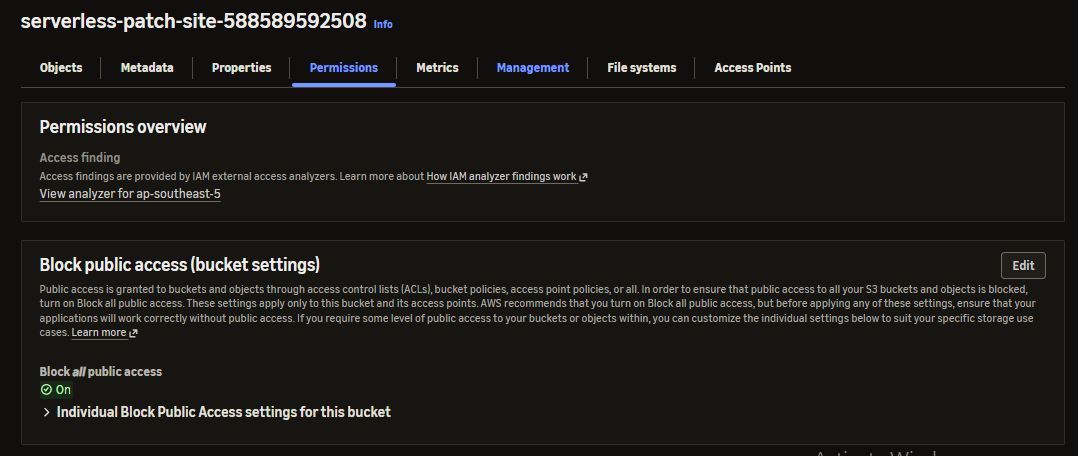 serverless-patch-site-588589592508 Info
Objects Metadata Properties Permissions Metrics Management File systems Access Points
Permissions overview
Access finding
Access findings are provided by IAM external access analyzers. Learn more about How IAM analyzer findings work
View analyzer for ap-southeast-5
Block public access (bucket settings)
Edit
Public access is granted to buckets and objects through access control lists (ACLs), bucket policies, access point policies, or all. In order to ensure that public access to all your S3 buckets and objects is blocked,
turn on Block all public access. These settings apply only to this bucket and its access points. AWS recommends that you turn on Block all public access, but before applying any of these settings, ensure that your
applications will work correctly without public access. If you require some level of public access to your buckets or objects within, you can customize the individual settings below to suit your specific storage use
cases. Learn more
Block all public access
On
Individual Block Public Access settings for this bucket